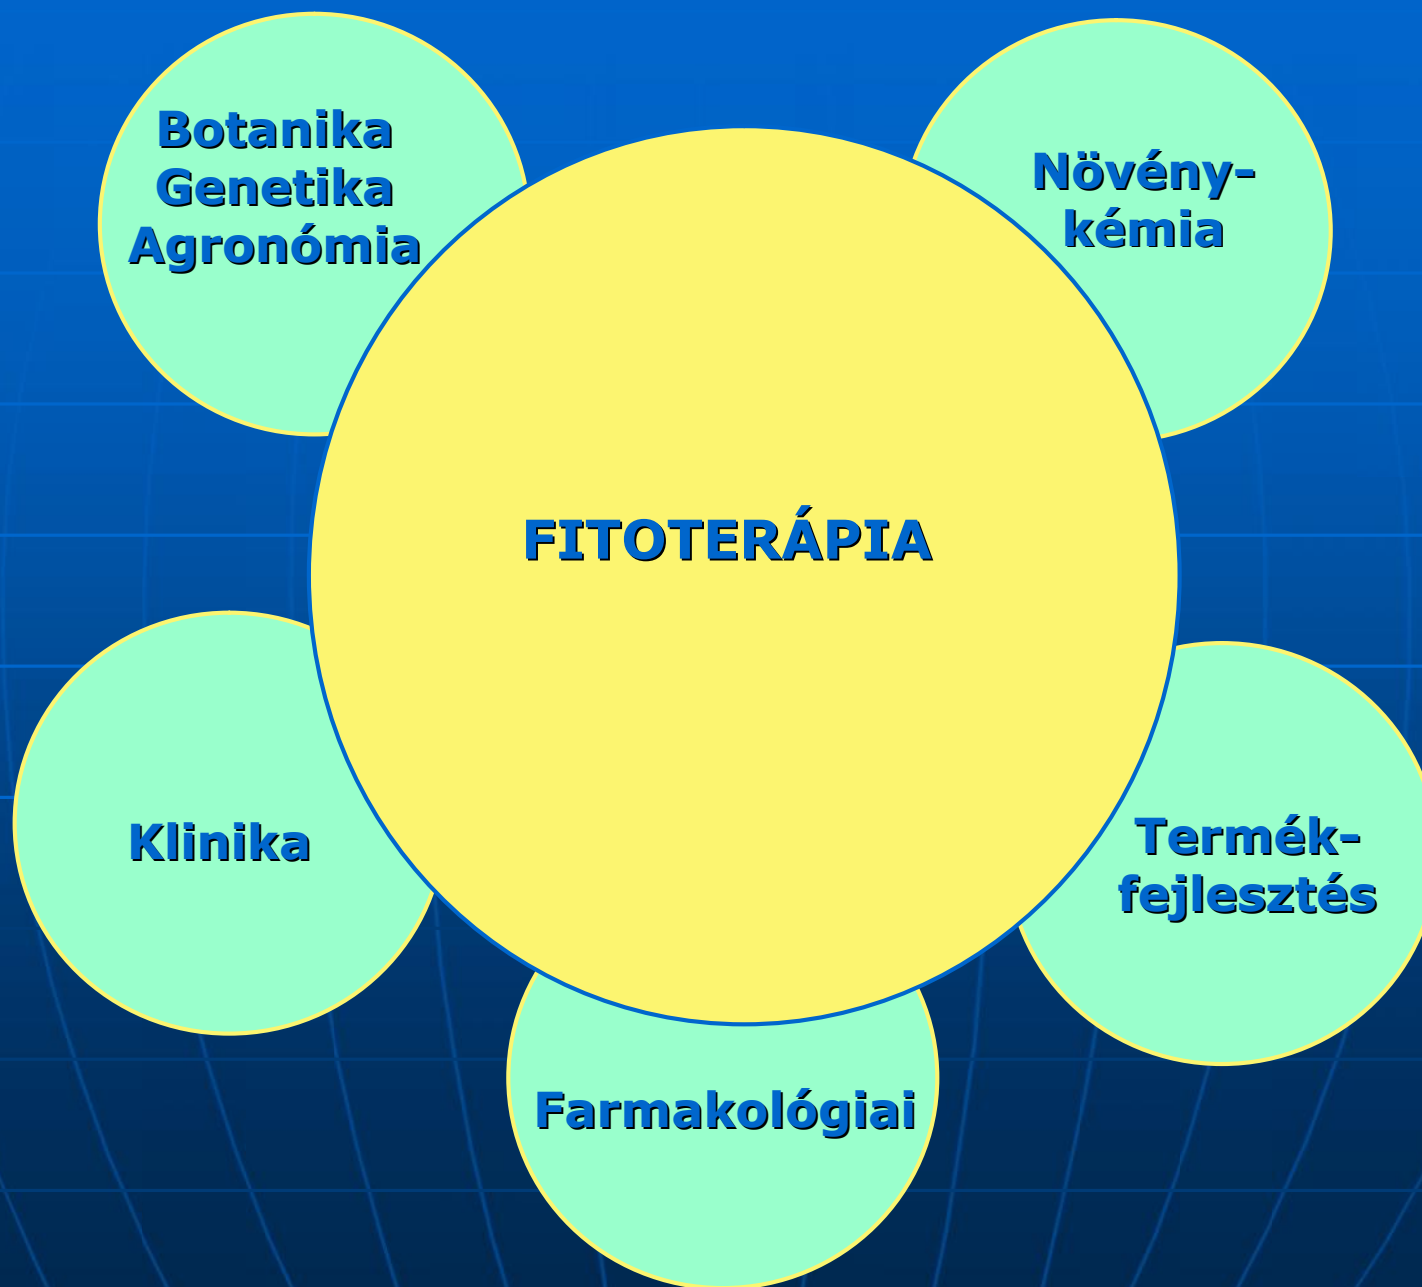 Botanika
Genetika
Agronómia
Növény-
kémia
FITOTERÁPIA
Klinika
Termék-
fejlesztés
Farmakológiai